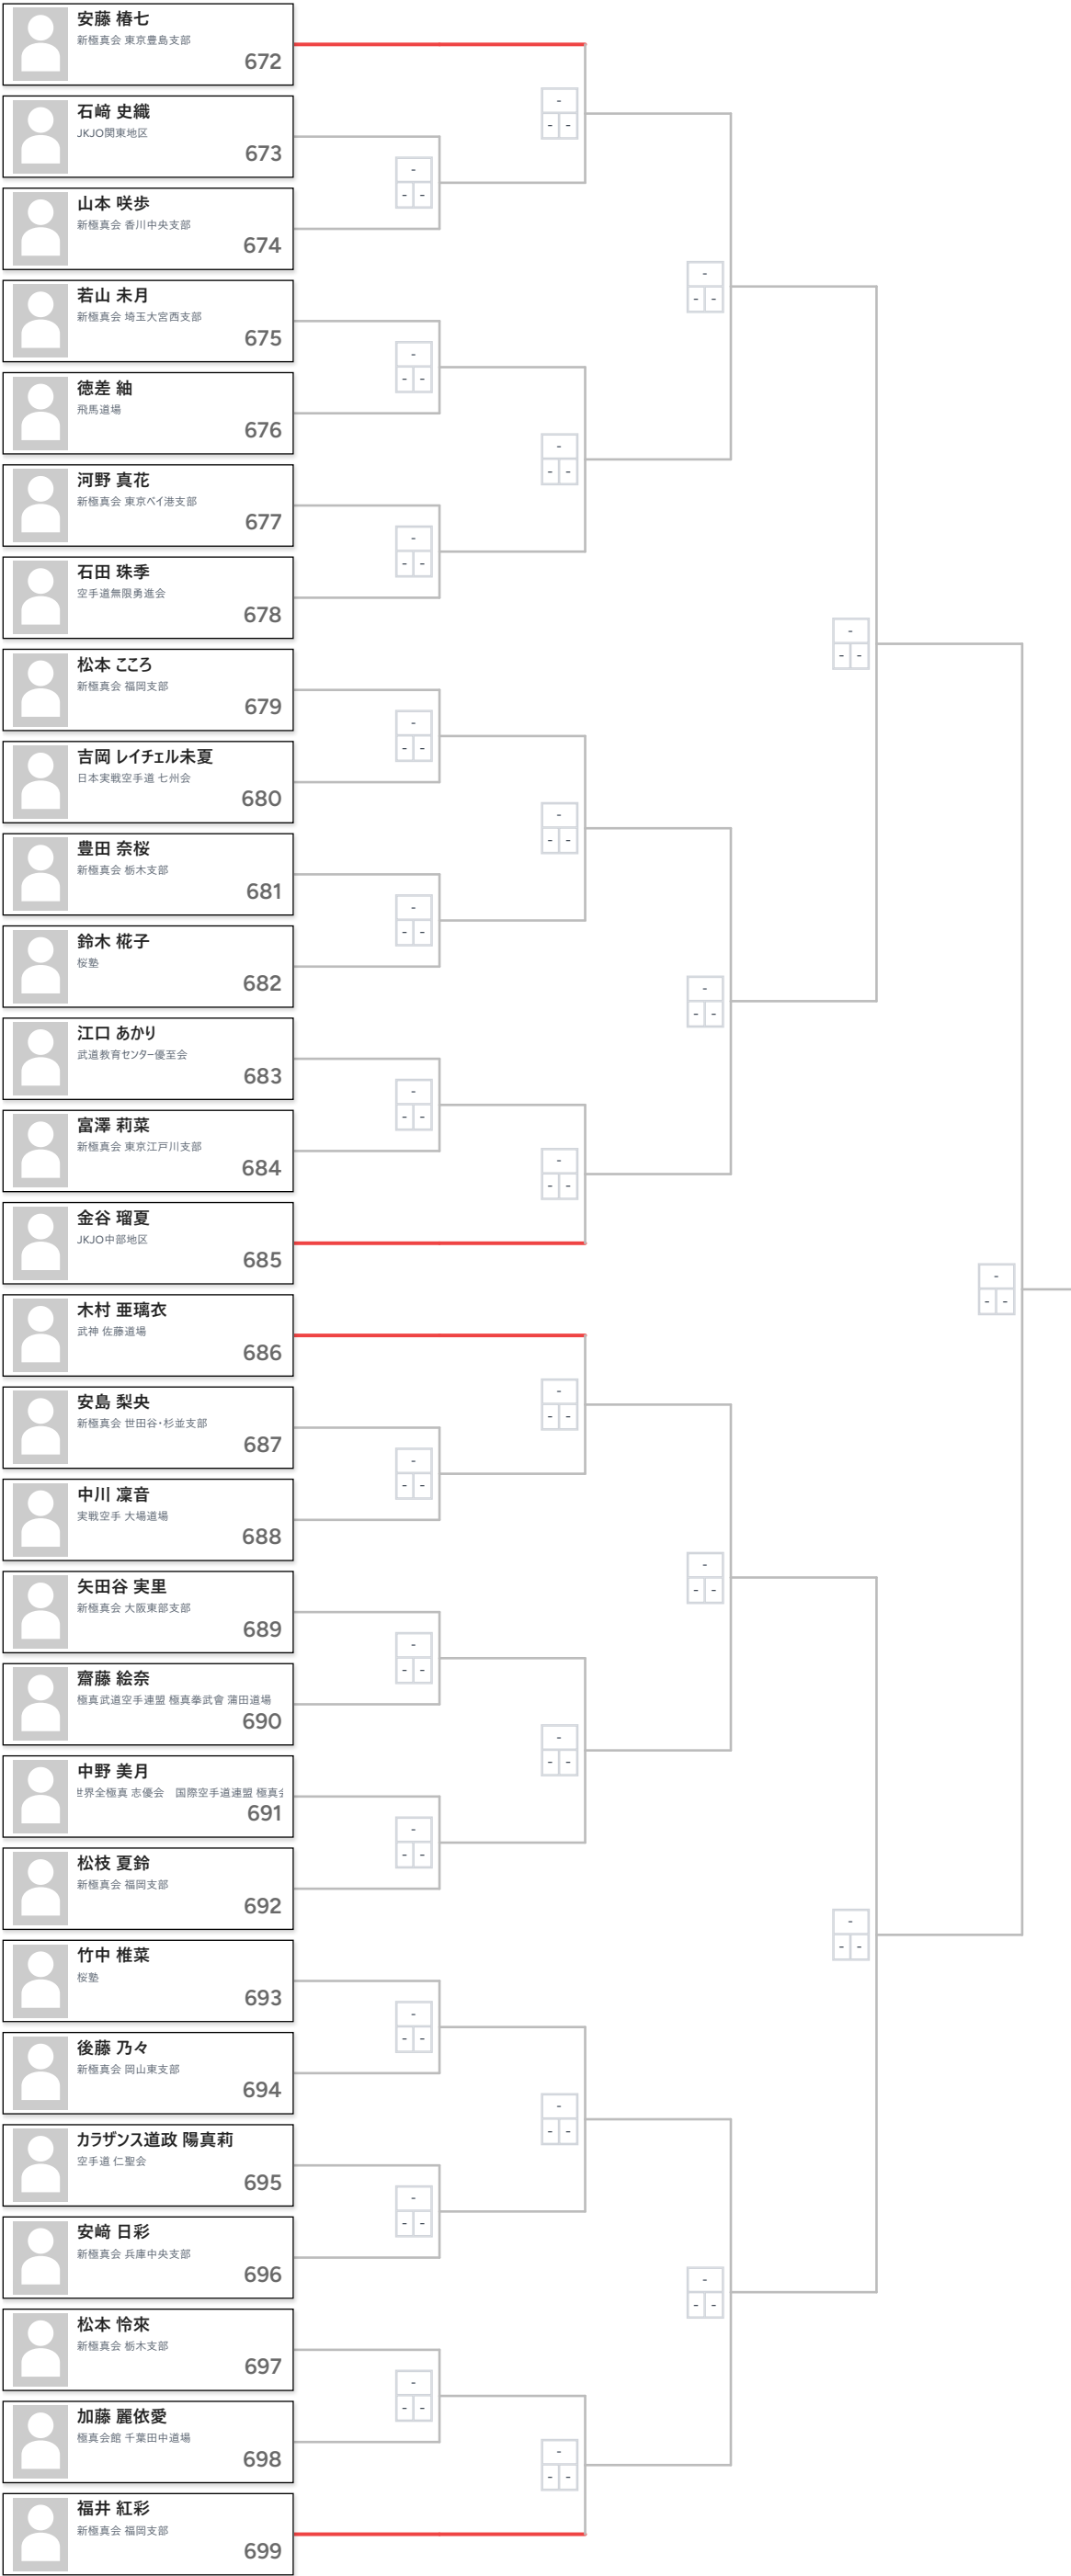 安藤 椿七
新極真会 東京豊島支部
672
石﨑 史織
JKJO関東地区
673
山本 咲歩
新極真会 香川中央支部
674
若山 未月
新極真会 埼玉大宮西支部
675
徳差 紬
飛馬道場
676
河野 真花
新極真会 東京ベイ港支部
677
石田 珠季
空手道無限勇進会
678
松本 こころ
新極真会 福岡支部
679
吉岡 レイチェル未夏
日本実戦空手道 七州会
680
豊田 奈桜
新極真会 栃木支部
681
鈴木 椛子
桜塾
682
江口 あかり
武道教育センター優至会
683
富澤 莉菜
新極真会 東京江戸川支部
684
金谷 瑠夏
JKJO中部地区
685
木村 亜璃衣
武神 佐藤道場
686
安島 梨央
新極真会 世田谷・杉並支部
687
中川 凜音
実戦空手 大場道場
688
矢田谷 実里
新極真会 大阪東部支部
689
齋藤 絵奈
極真武道空手連盟 極真拳武會 蒲田道場
690
中野 美月
世界全極真 志優会　国際空手道連盟 極真会
691
松枝 夏鈴
新極真会 福岡支部
692
竹中 椎菜
桜塾
693
後藤 乃々
新極真会 岡山東支部
694
カラザンス道政 陽真莉
空手道 仁聖会
695
安﨑 日彩
新極真会 兵庫中央支部
696
松本 怜來
新極真会 栃木支部
697
加藤 麗依愛
極真会館 千葉田中道場
698
福井 紅彩
新極真会 福岡支部
699